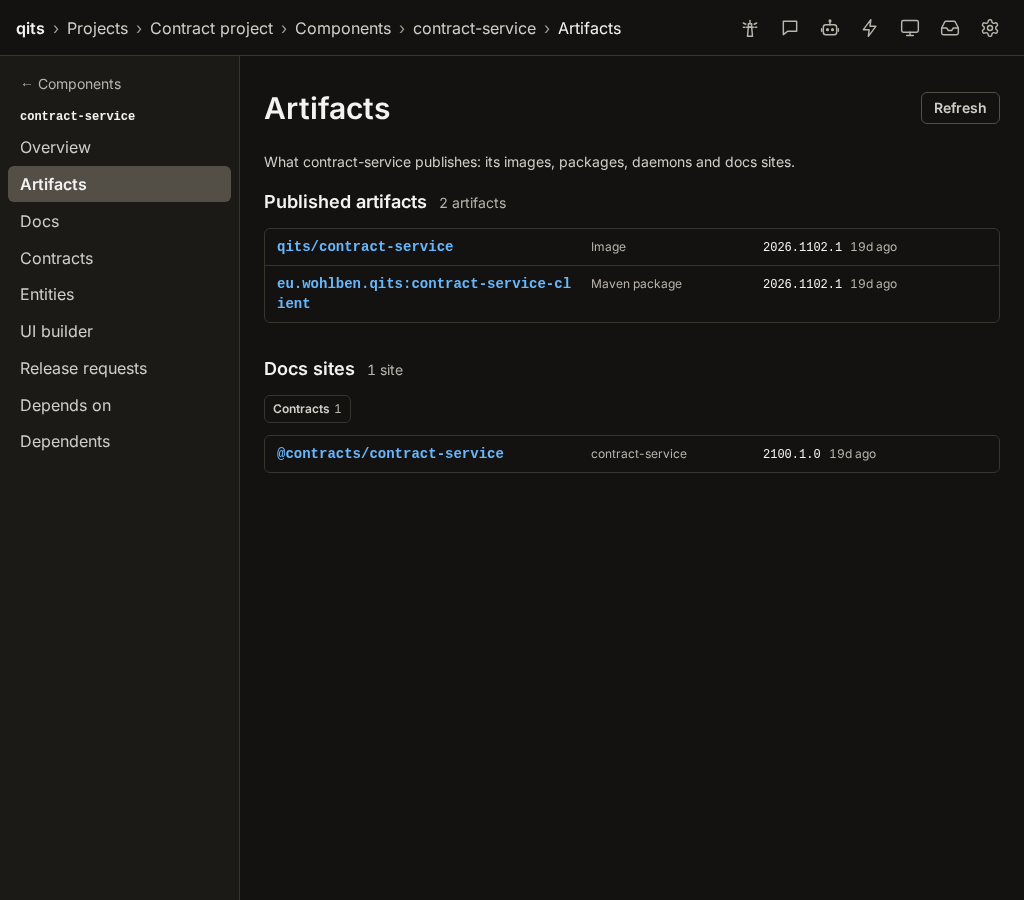 qits › Projects › Contract project › Components › contract-service › Artifacts
← Components
contract-service
Overview
Artifacts
Docs
Contracts
Entities
UI builder
Release requests
Depends on
Dependents
Artifacts
Refresh
What contract-service publishes: its images, packages, daemons and docs sites.
Published artifacts 2 artifacts
qits/contract-service Image 2026.1102.1 19d ago
eu.wohlben.qits:contract-service-cl Maven package 2026.1102.1 19d ago
ient
Docs sites 1 site
Contracts 1
@contracts/contract-service contract-service 2100.1.0 19d ago